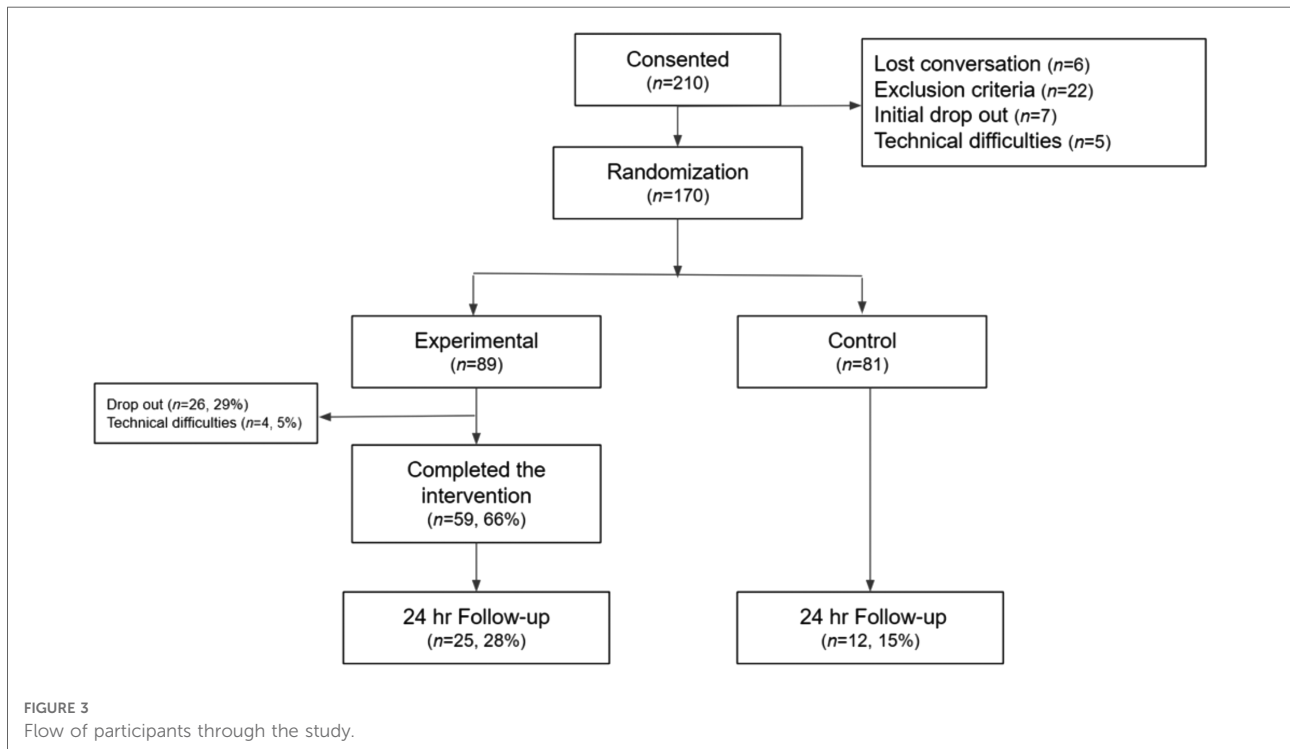 Consented
(n=210)
Lost conversation (n=6)
Exclusion criteria (n=22)
Initial drop out (n=7)
Technical difficulties (n=5)
Randomization
(n=170)
Experimental
(n=89)
Control
(n=81)
Drop out (n=26, 29%)
Technical difficulties (n=4, 5%)
Completed the
intervention
(n=59, 66%)
24 hr Follow-up
(n=25, 28%)
24 hr Follow-up
(n=12, 15%)
FIGURE 3
Flow of participants through the study.